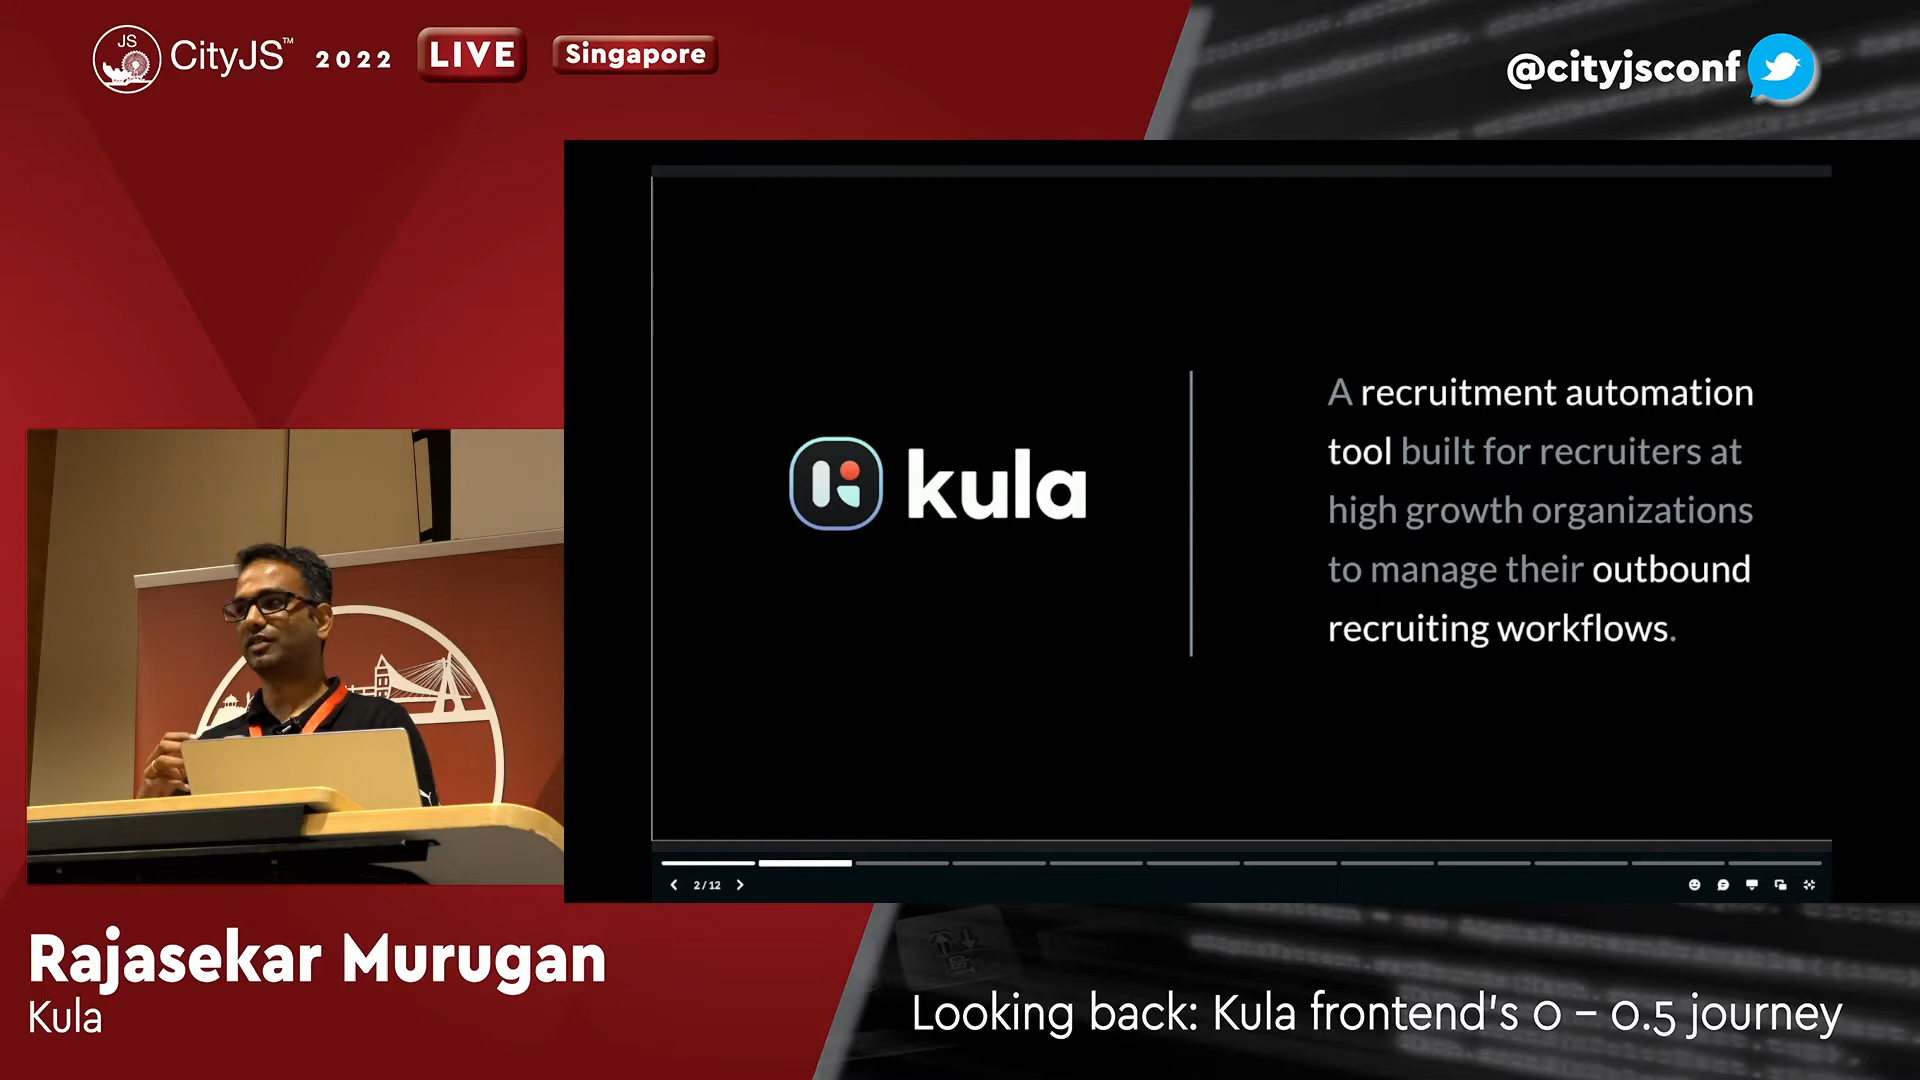 JS
CityJS™ 2022 LIVE Singapore
@cityjsconf
kula
A recruitment automation
tool built for recruiters at
high growth organizations
to manage their outbound
recruiting workflows.
2 / 12
Rajasekar Murugan
Kula
Looking back: Kula frontend's 0 – 0.5 journey